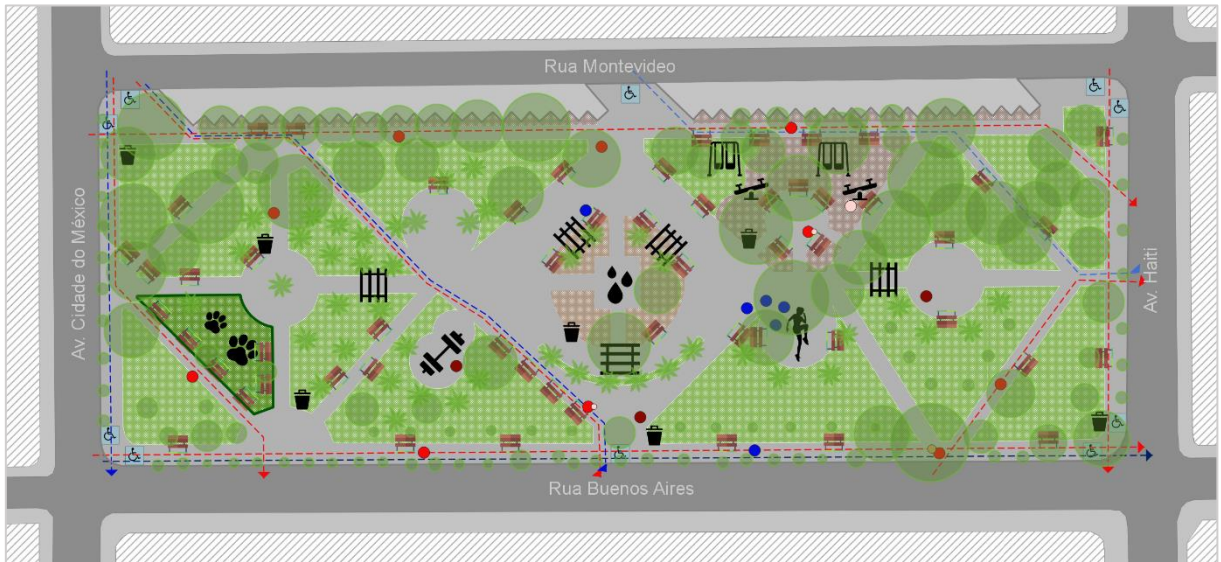 Rua Montevideo
Av. Cidade do México
Av. Haiti
Rua Buenos Aires